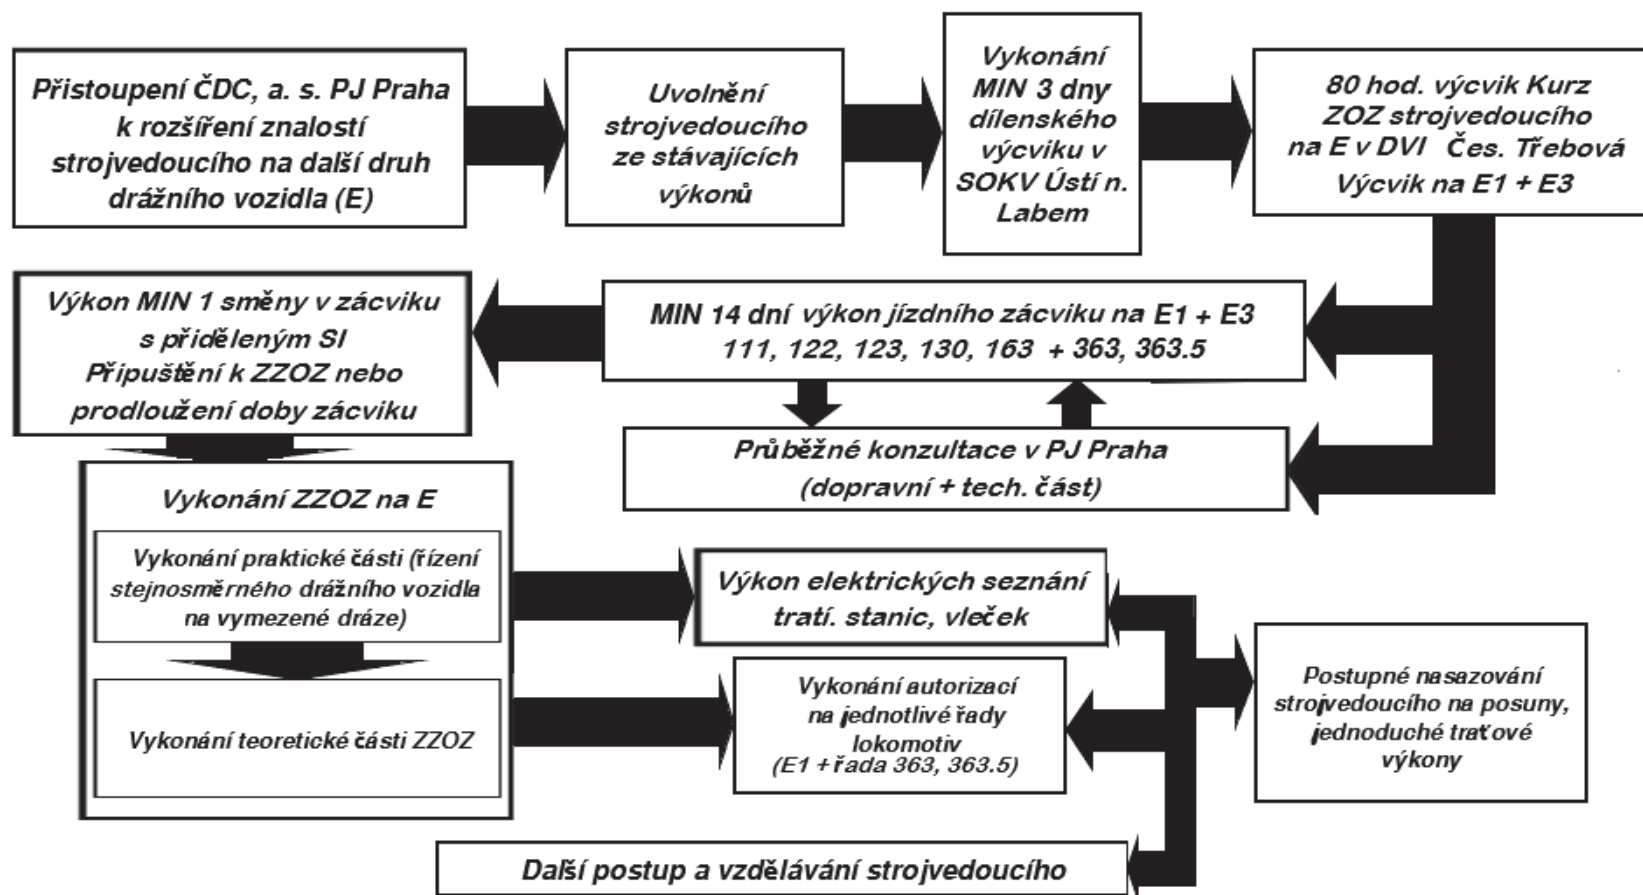 Přistoupení ČDC, a. s. PJ Praha
k rozšíření znalostí
strojvedoucího na další druh
drážního vozidla (E)
Uvolnění
strojvedoucího
ze stávajících
výkonů
Vykonání
MIN 3 dny
dílenského
výcviku v
SOKV Ústí n.
Labem
80 hod. výcvik Kurz
ZOZ strojvedoucího
na E v DVI Čes. Třebová
Výcvik na E1 + E3
MIN 14 dní výkon jízdního zácviku na E1 + E3
111, 122, 123, 130, 163 + 363, 363.5
Výkon MIN 1 směny v zácviku
s přiděleným SI
Připuštění k ZZOZ nebo
prodloužení doby zácviku
Průběžné konzultace v PJ Praha
(dopravní + tech. část)
Vykonání ZZOZ na E
Vykonání praktické části (řízení
stejnosměrného drážního vozidla
na vymezené dráze)
Vykonání teoretické části ZZOZ
Výkon elektrických seznání
tratí. stanic, vleček
Vykonání autorizací
na jednotlivé řady
lokomotiv
(E1 + řada 363, 363.5)
Postupné nasazování
strojvedoucího na posuny,
jednoduché traťové
výkony
Další postup a vzdělávání strojvedoucího